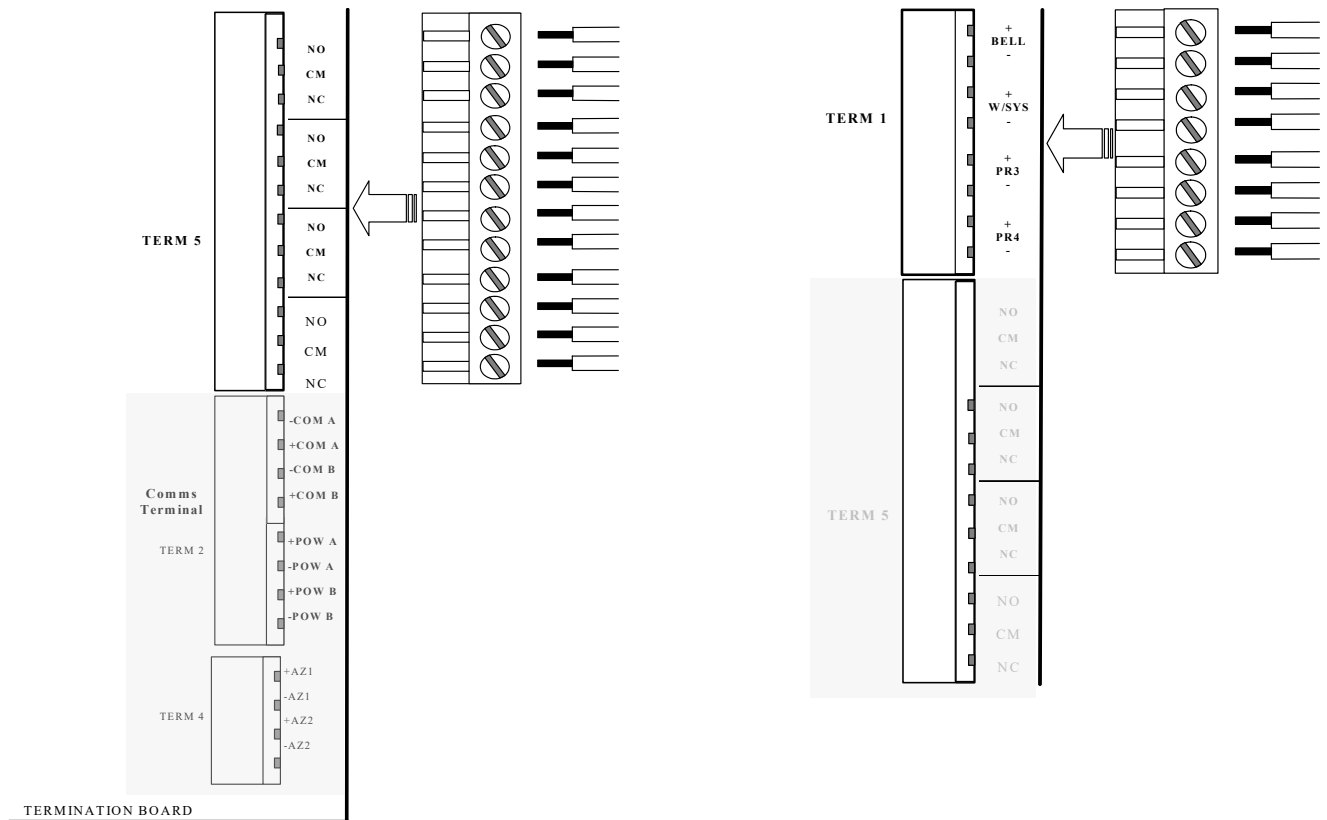 NO
CM
NC
NO
CM
NC
TERM 5
NO
CM
NC
NO
CM
NC
-COM A
+COM A
-COM B
+COM B
Comms
Terminal
TERM 2
+POW A
-POW A
+POW B
-POW B
TERM 4
+AZ1
-AZ1
+AZ2
-AZ2
TERMINATION BOARD
TERM 1
+
BELL
-
+
W/SYS
-
+
PR3
-
+
PR4
-
NO
CM
NC
NO
CM
NC
TERM 5
NO
CM
NC
NO
CM
NC